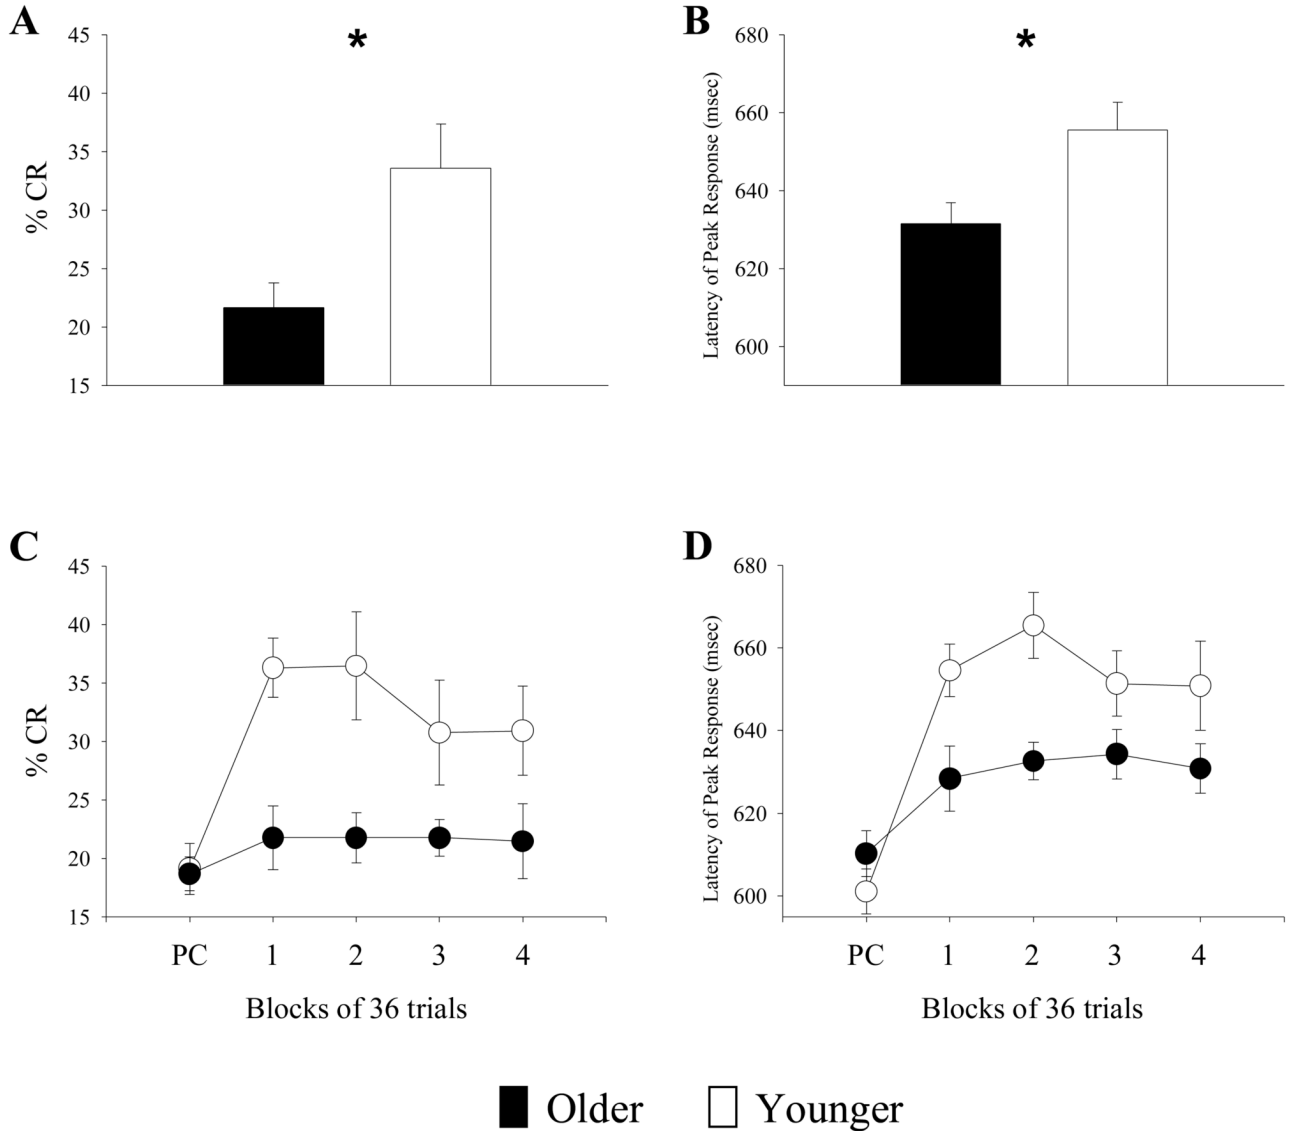 A
B
*
*
45
40
35
30
25
20
15
% CR
680
660
640
620
600
Latency of Peak Response (msec)
C
D
45
40
35
30
25
20
15
% CR
PC 1 2 3 4
Blocks of 36 trials
680
660
640
620
600
Latency of Peak Response (msec)
PC 1 2 3 4
Blocks of 36 trials
Older Younger